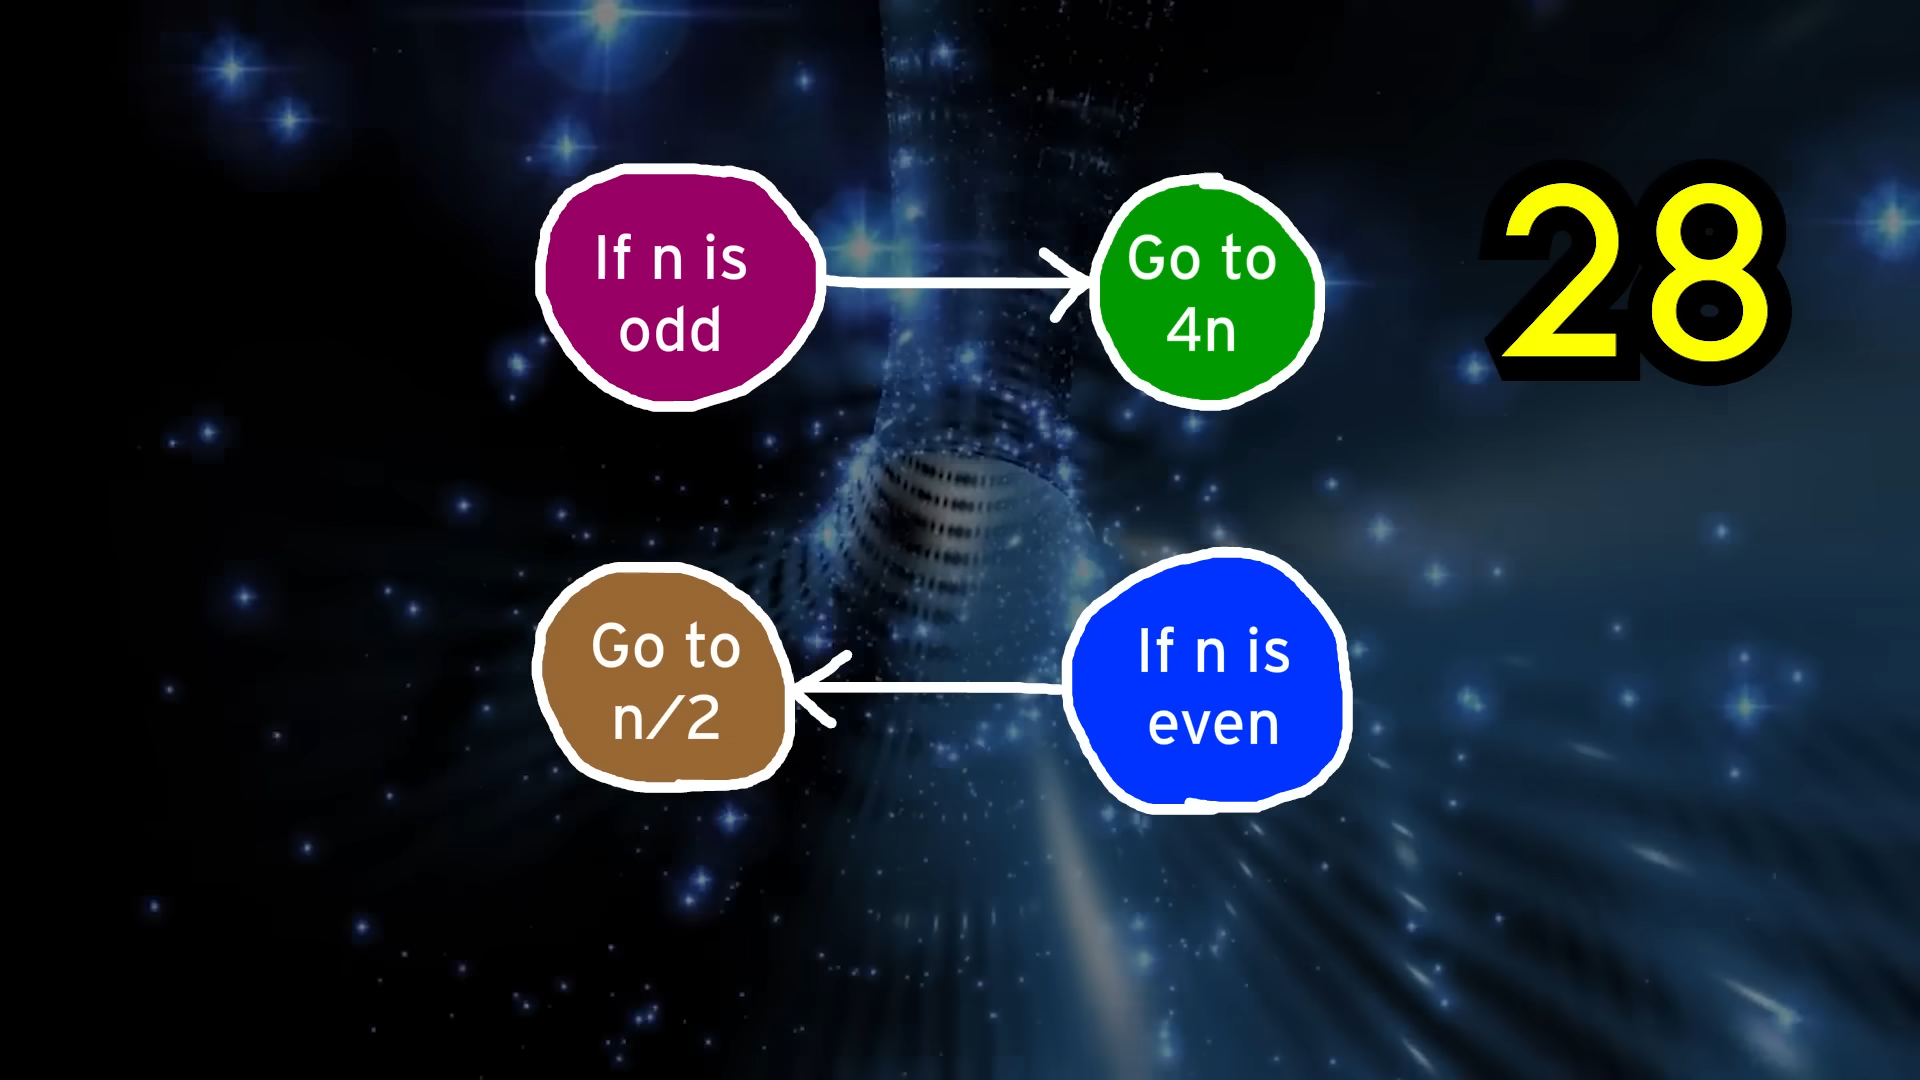 If n is
odd
Go to
4n
28
Go to
n/2
If n is
even